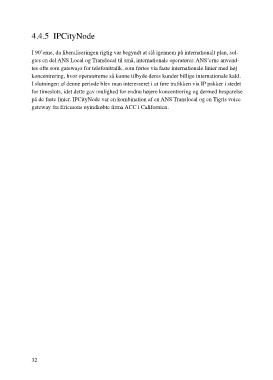 4.4.5 IPCityNode
I 90'erne, da liberaliseringen rigtig var begyndt at slå igennem på internationalt plan, sol-
gtes en del ANS Local og Translocal til små, internationale operatører. ANS'erne anvend-
tes ofte som gateways for telefonitrafik, som førtes via faste internationale linier med høj
koncentrering, hvor operatørerne så kunne tilbyde deres kunder billige internationale kald.
I slutningen af denne periode blev man interesseret i at føre trafikken via IP pakker i stedet
for timeslots, idet dette gav mulighed for endnu højere koncentrering og dermed besparelse
på de faste linier. IPCityNode var en kombination af en ANS Translocal og en Tigris voice
gateway fra Ericssons nyindkøbte firma ACC i Californien.
32